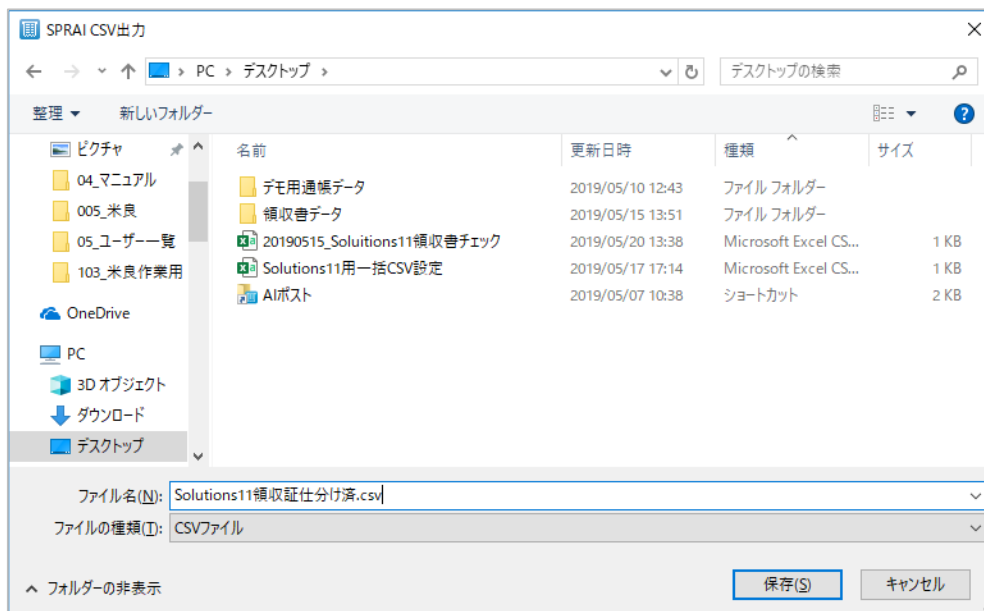 SPRAI CSV出力
PC > デスクトップ >
デスクトップの検索
整理 新しいフォルダー
ピクチャ
04_マニュアル
005_米良
05_ユーザー一覧
103_米良作業用
OneDrive
PC
3D オブジェクト
ダウンロード
デスクトップ
名前 更新日時 種類 サイズ
デモ用通帳データ 2019/05/10 12:43 ファイル フォルダー
領収書データ 2019/05/15 13:51 ファイル フォルダー
20190515_Soluitions11領収書チェック 2019/05/20 13:38 Microsoft Excel CS... 1 KB
Solutions11用一括CSV設定 2019/05/17 17:14 Microsoft Excel CS... 1 KB
AIポスト 2019/05/07 10:38 ショートカット 2 KB
ファイル名(N): Solutions11領収証仕分け済.csv
ファイルの種類(T): CSVファイル
フォルダーの非表示
保存(S) キャンセル